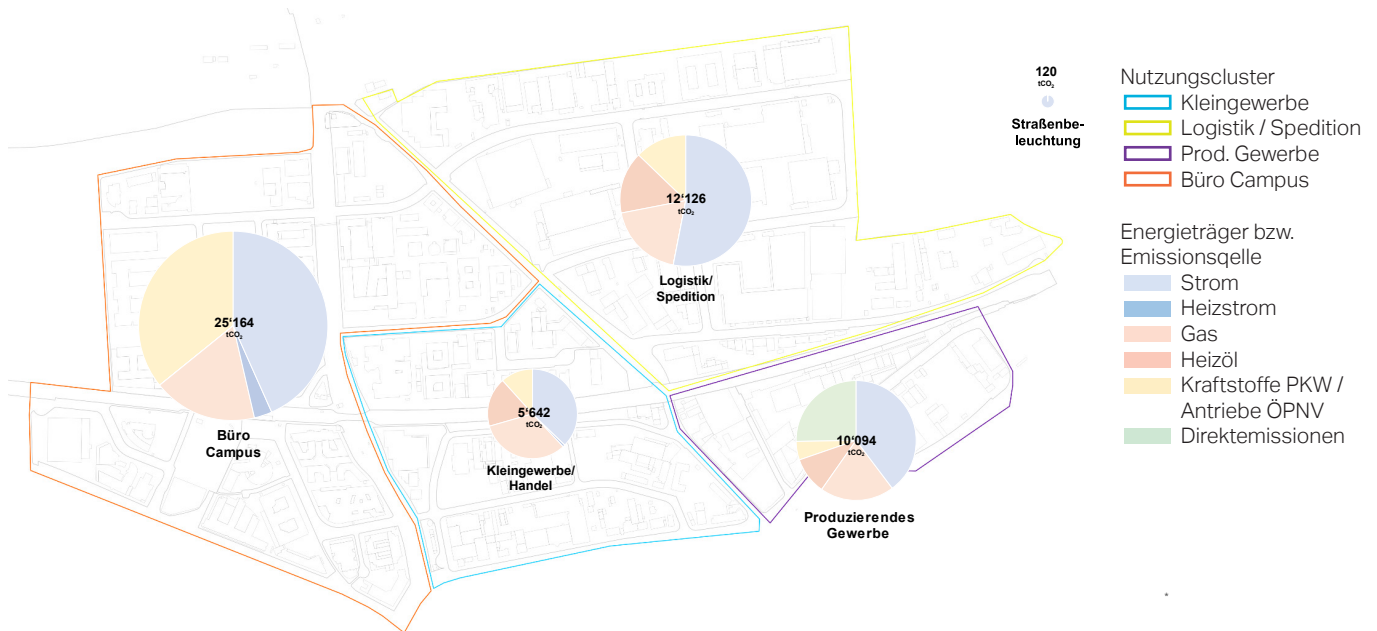 120
tCO₂
Straßenbe-
leuchtung
12‘126
tCO₂
Logistik/
Spedition
25‘164
tCO₂
Büro
Campus
5‘642
tCO₂
Kleingewerbe/
Handel
10‘094
tCO₂
Produzierendes
Gewerbe
Nutzungscluster
Kleingewerbe
Logistik / Spedition
Prod. Gewerbe
Büro Campus
Energieträger bzw.
Emissionsqelle
Strom
Heizstrom
Gas
Heizöl
Kraftstoffe PKW /
Antriebe ÖPNV
Direktemissionen
*